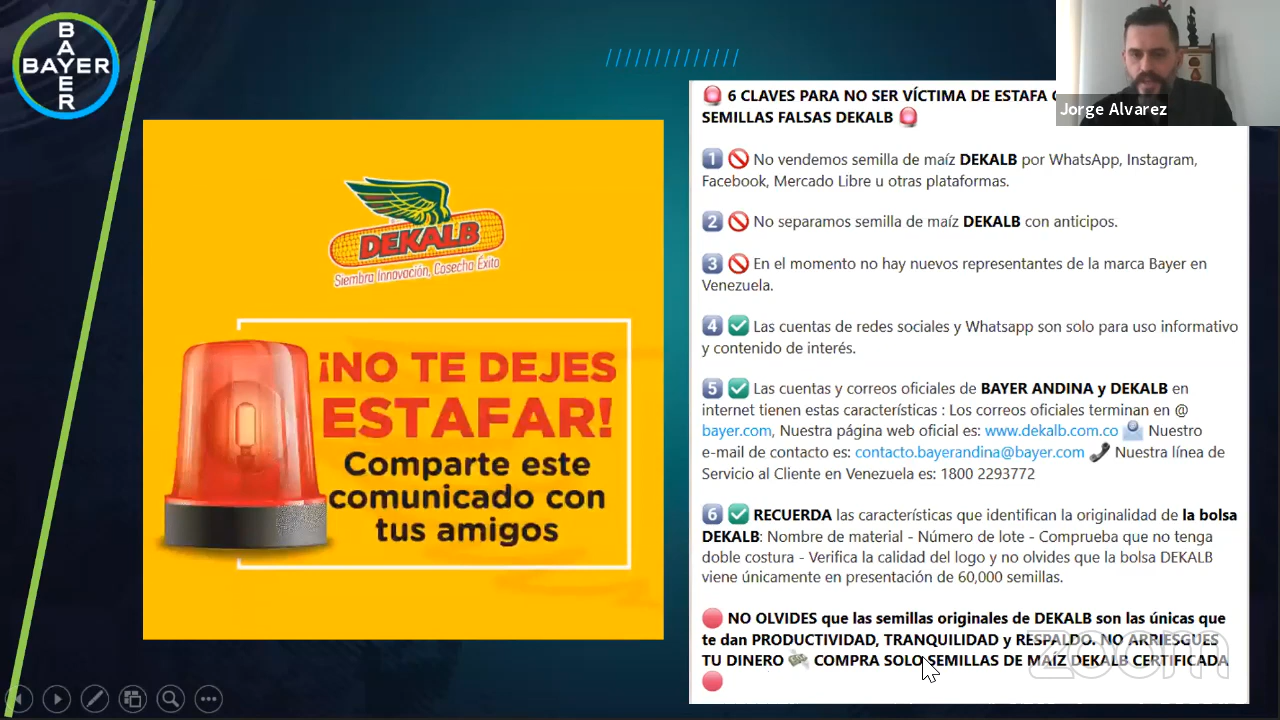 BAYER
BAYER
//////////////
DEKALB
Siembra Innovación, Cosecha Éxito
¡NO TE DEJES
ESTAFAR!
Comparte este
comunicado con
tus amigos
6 CLAVES PARA NO SER VÍCTIMA DE ESTAFA
SEMILLAS FALSAS DEKALB
1 No vendemos semilla de maíz DEKALB por WhatsApp, Instagram,
Facebook, Mercado Libre u otras plataformas.
2 No separamos semilla de maíz DEKALB con anticipos.
3 En el momento no hay nuevos representantes de la marca Bayer en
Venezuela.
4 Las cuentas de redes sociales y Whatsapp son solo para uso informativo
y contenido de interés.
5 Las cuentas y correos oficiales de BAYER ANDINA y DEKALB en
internet tienen estas características : Los correos oficiales terminan en @
bayer.com, Nuestra página web oficial es: www.dekalb.com.co Nuestro
e-mail de contacto es: contacto.bayerandina@bayer.com Nuestra línea de
Servicio al Cliente en Venezuela es: 1800 2293772
6 RECUERDA las características que identifican la originalidad de la bolsa
DEKALB: Nombre de material - Número de lote - Comprueba que no tenga
doble costura - Verifica la calidad del logo y no olvides que la bolsa DEKALB
viene únicamente en presentación de 60,000 semillas.
NO OLVIDES que las semillas originales de DEKALB son las únicas que
te dan PRODUCTIVIDAD, TRANQUILIDAD y RESPALDO. NO ARRIESGUES
TU DINERO COMPRA SOLO SEMILLAS DE MAÍZ DEKALB CERTIFICADA
Jorge Alvarez
zoom